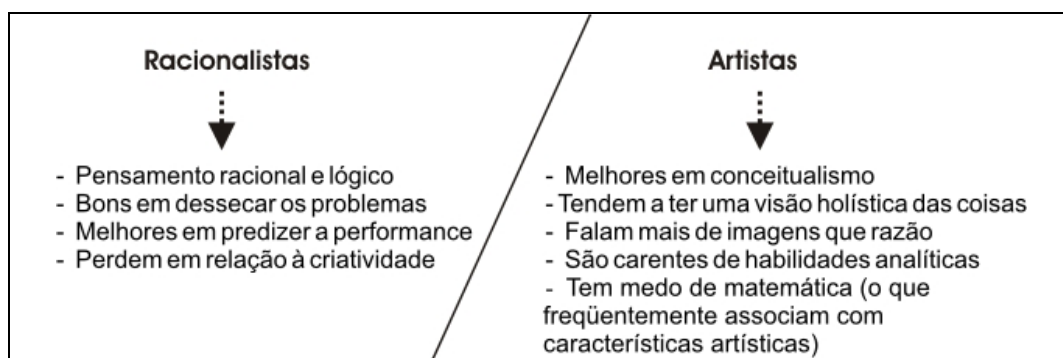 Racionalistas
- Pensamento racional e lógico
- Bons em dessecar os problemas
- Melhores em predizer a performance
- Perdem em relação à criatividade
Artistas
- Melhores em conceitualismo
- Tendem a ter uma visão holística das coisas
- Falam mais de imagens que razão
- São carentes de habilidades analíticas
- Tem medo de matemática (o que
freqüentemente associam com
características artísticas)